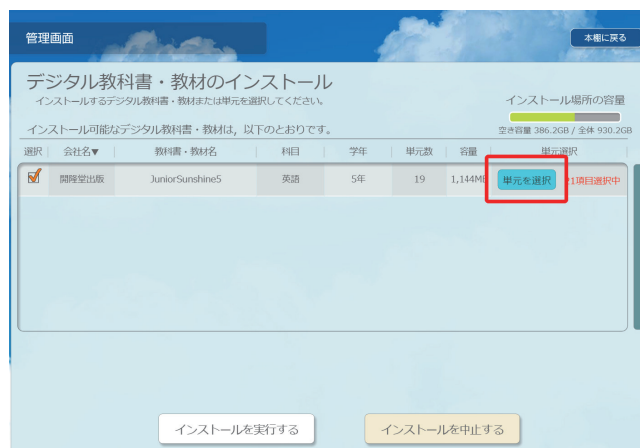 管理画面
本棚に戻る
デジタル教科書・教材のインストール
インストールするデジタル教科書・教材または単元を選択してください。
インストール場所の容量
インストール可能なデジタル教科書・教材は，以下のとおりです。
空き容量 386.2GB / 全体 930.2GB
選択 会社名▼ 教科書・教材名 科目 学年 単元数 容量 単元選択
開隆堂出版 JuniorSunshine5 英語 5年 19 1,144MB 単元を選択 21項目選択中
インストールを実行する インストールを中止する